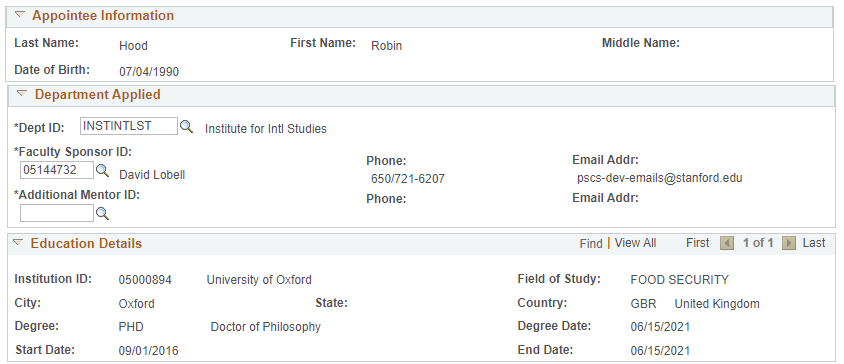 Appointee Information
Last Name: Hood First Name: Robin Middle Name:
Date of Birth: 07/04/1990
Department Applied
*Dept ID: INSTINTLST Institute for Intl Studies
*Faculty Sponsor ID: Phone: Email Addr:
05144732 David Lobell 650/721-6207 pscs-dev-emails@stanford.edu
*Additional Mentor ID: Phone: Email Addr:
Education Details Find | View All First 1 of 1 Last
Institution ID: 05000894 University of Oxford Field of Study: FOOD SECURITY
City: Oxford State: Country: GBR United Kingdom
Degree: PHD Doctor of Philosophy Degree Date: 06/15/2021
Start Date: 09/01/2016 End Date: 06/15/2021